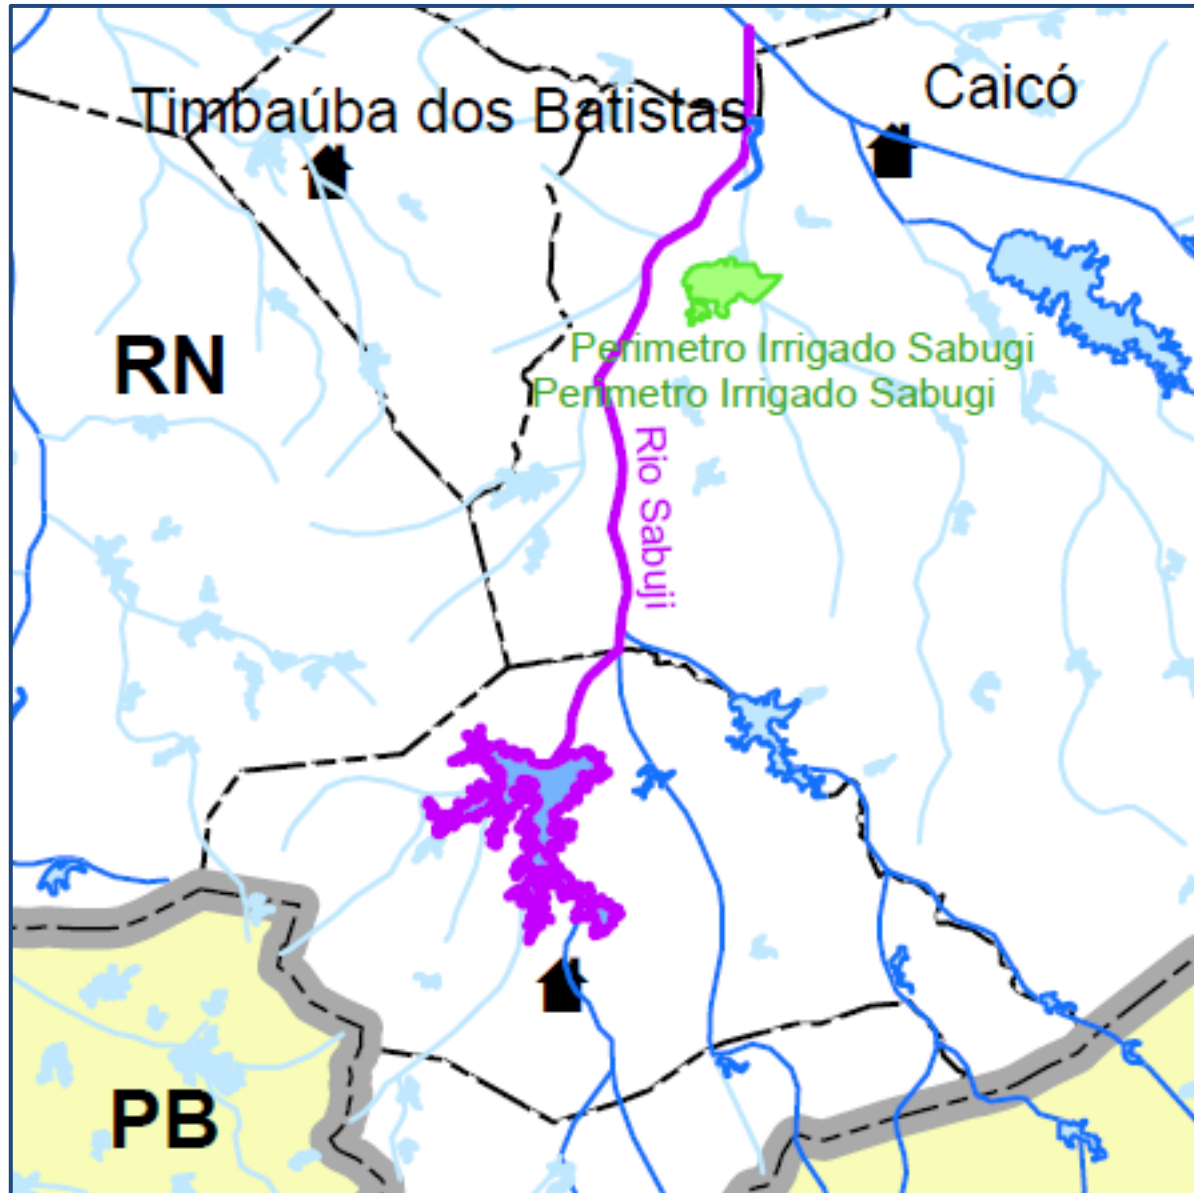 Caicó
Timbaúba dos Batistas
RN
Perimetro Irrigado Sabugi
Perimetro Irrigado Sabugi
Rio Sabuji
PB